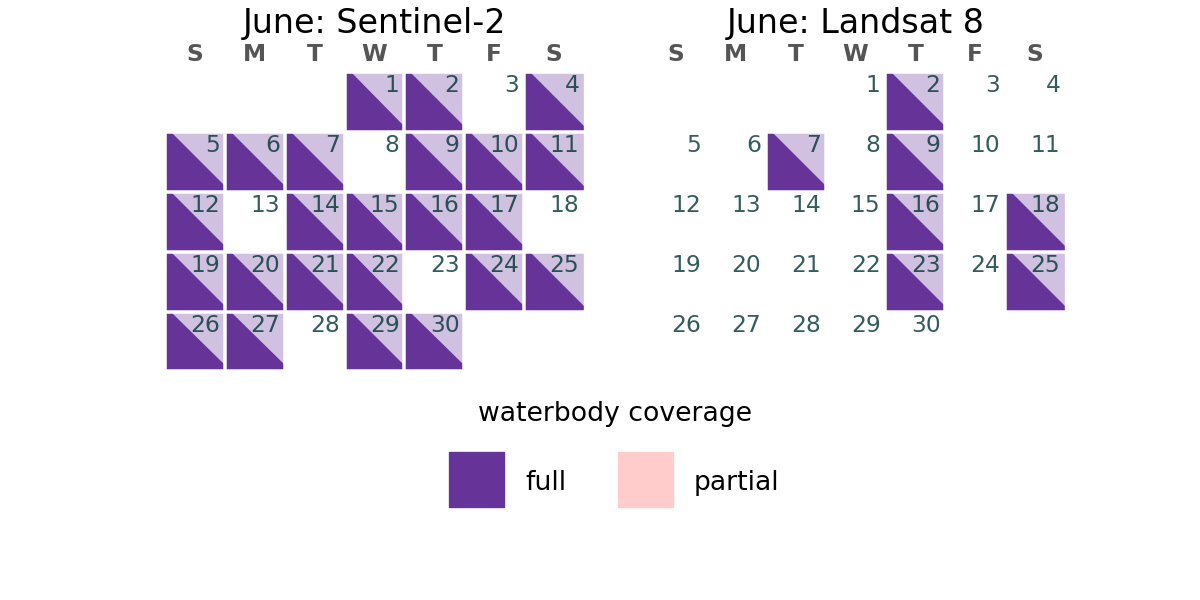 June: Sentinel-2
S M T W T F S
1 2 3 4
5 6 7 8 9 10 11
12 13 14 15 16 17 18
19 20 21 22 23 24 25
26 27 28 29 30
June: Landsat 8
S M T W T F S
1 2 3 4
5 6 7 8 9 10 11
12 13 14 15 16 17 18
19 20 21 22 23 24 25
26 27 28 29 30
waterbody coverage
full partial